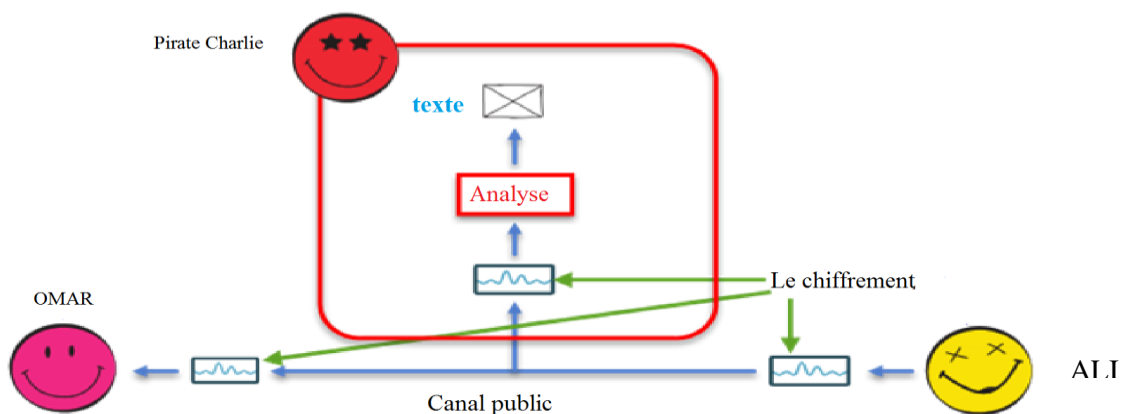 Pirate Charlie
texte
Analyse
Le chiffrement
OMAR
ALI
Canal public